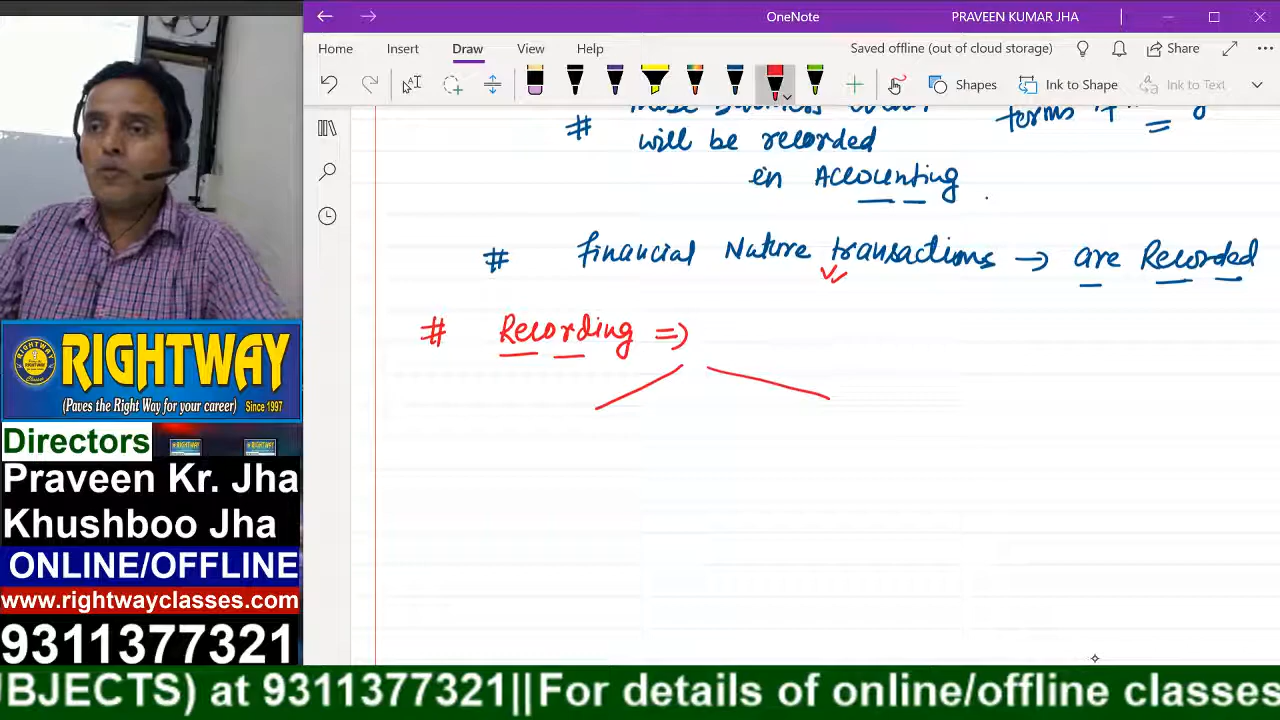 OneNote
PRAVEEN KUMAR JHA
Home Insert Draw View Help
Saved offline (out of cloud storage)
Share
Shapes
Ink to Shape
Ink to Text
terms
# will be recorded
in Accounting
# financial Nature transactions → are Recorded
# Recording =>
RIGHTWAY
(Paves the Right Way for your career) Since 1997
Directors
Praveen Kr. Jha
Khushboo Jha
ONLINE/OFFLINE
www.rightwayclasses.com
9311377321
UBJECTS) at 9311377321||For details of online/offline classes